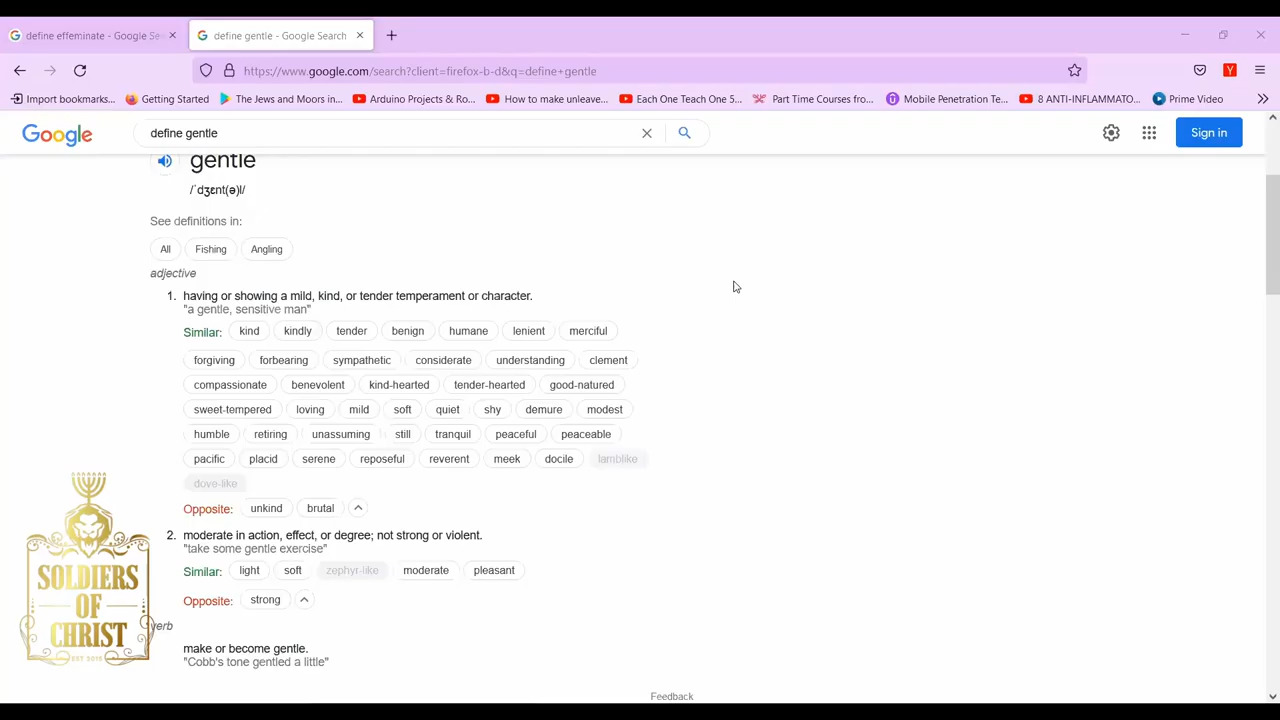 define effeminate - Google Se
define gentle - Google Search
https://www.google.com/search?client=firefox-b-d&q=define+gentle
Import bookmarks... Getting Started The Jews and Moors in... Arduino Projects & Ro... How to make unleave... Each One Teach One 5... Part Time Courses fro... Mobile Penetration Te... 8 ANTI-INFLAMMATO... Prime Video
Google define gentle Sign in
gentle
/ˈdʒɛnt(ə)l/
See definitions in:
All Fishing Angling
adjective
1. having or showing a mild, kind, or tender temperament or character.
"a gentle, sensitive man"
Similar: kind kindly tender benign humane lenient merciful
forgiving forbearing sympathetic considerate understanding clement
compassionate benevolent kind-hearted tender-hearted good-natured
sweet-tempered loving mild soft quiet shy demure modest
humble retiring unassuming still tranquil peaceful peaceable
pacific placid serene reposeful reverent meek docile lamblike
dove-like
Opposite: unkind brutal
2. moderate in action, effect, or degree; not strong or violent.
"take some gentle exercise"
Similar: light soft zephyr-like moderate pleasant
Opposite: strong
verb
make or become gentle.
"Cobb's tone gentled a little"
Feedback
SOLDIERS
OF
CHRIST